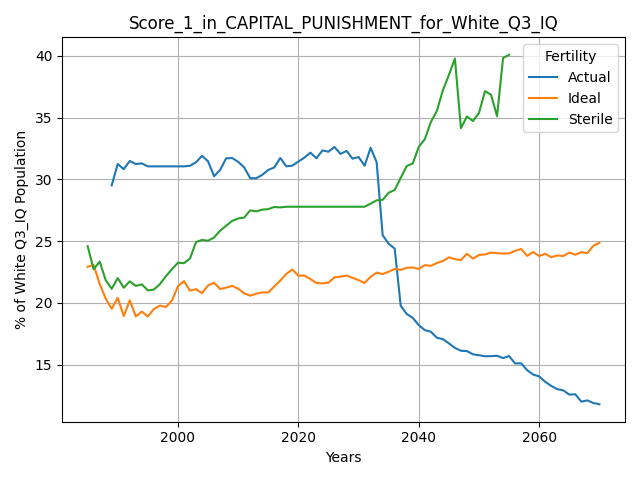 Score_1_in_CAPITAL_PUNISHMENT_for_White_Q3_IQ
Fertility
Actual
Ideal
Sterile
% of White Q3_IQ Population
40
35
30
25
20
15
2000 2020 2040 2060
Years